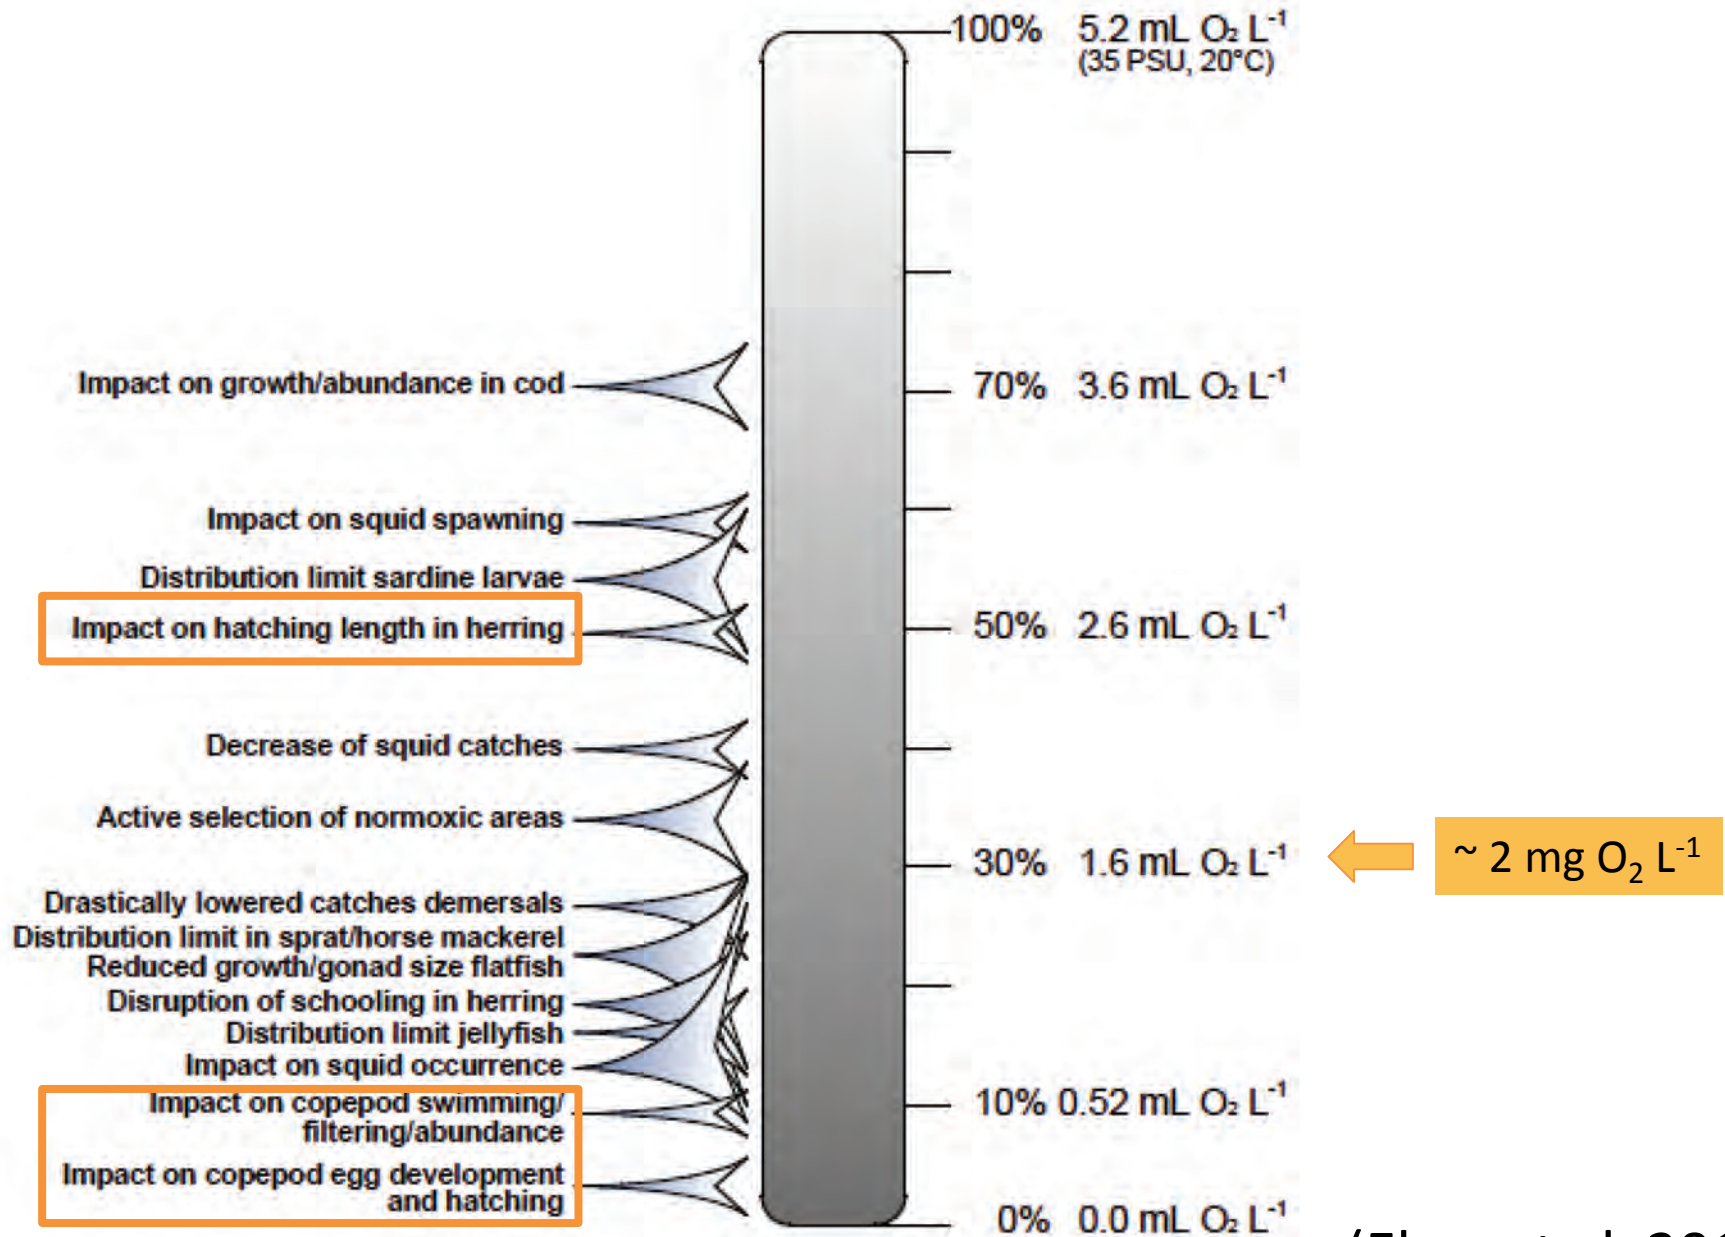 100% 5.2 mL O₂ L⁻¹
(35 PSU, 20°C)
Impact on growth/abundance in cod
70% 3.6 mL O₂ L⁻¹
Impact on squid spawning
Distribution limit sardine larvae
Impact on hatching length in herring
50% 2.6 mL O₂ L⁻¹
Decrease of squid catches
Active selection of normoxic areas
30% 1.6 mL O₂ L⁻¹
~ 2 mg O₂ L⁻¹
Drastically lowered catches demersals
Distribution limit in sprat/horse mackerel
Reduced growth/gonad size flatfish
Disruption of schooling in herring
Distribution limit jellyfish
Impact on squid occurrence
Impact on copepod swimming/
filtering/abundance
10% 0.52 mL O₂ L⁻¹
Impact on copepod egg development
and hatching
0% 0.0 mL O₂ L⁻¹